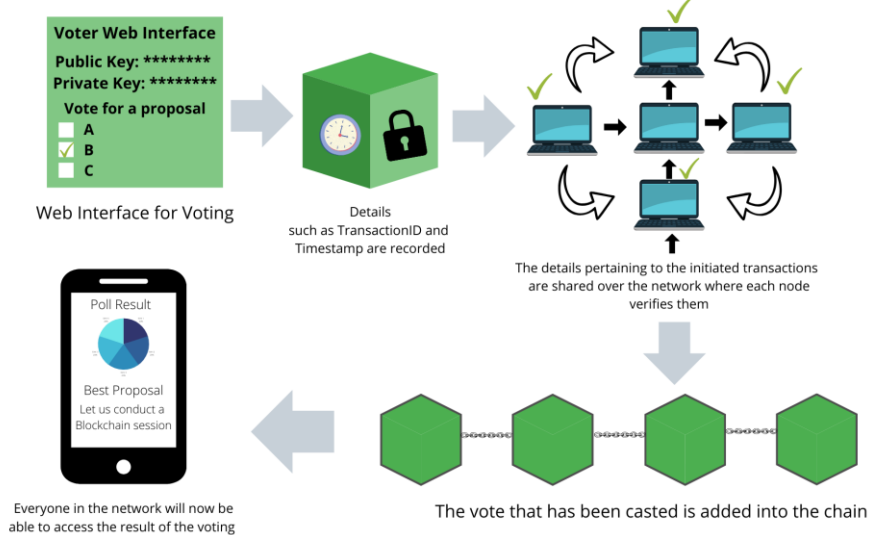 Voter Web Interface
Public Key: ********
Private Key: ********
Vote for a proposal
A
B
C
Web Interface for Voting
Details
such as TransactionID and
Timestamp are recorded
The details pertaining to the initiated transactions
are shared over the network where each node
verifies them
Poll Result
Best Proposal
Let us conduct a
Blockchain session
Everyone in the network will now be
able to access the result of the voting
The vote that has been casted is added into the chain